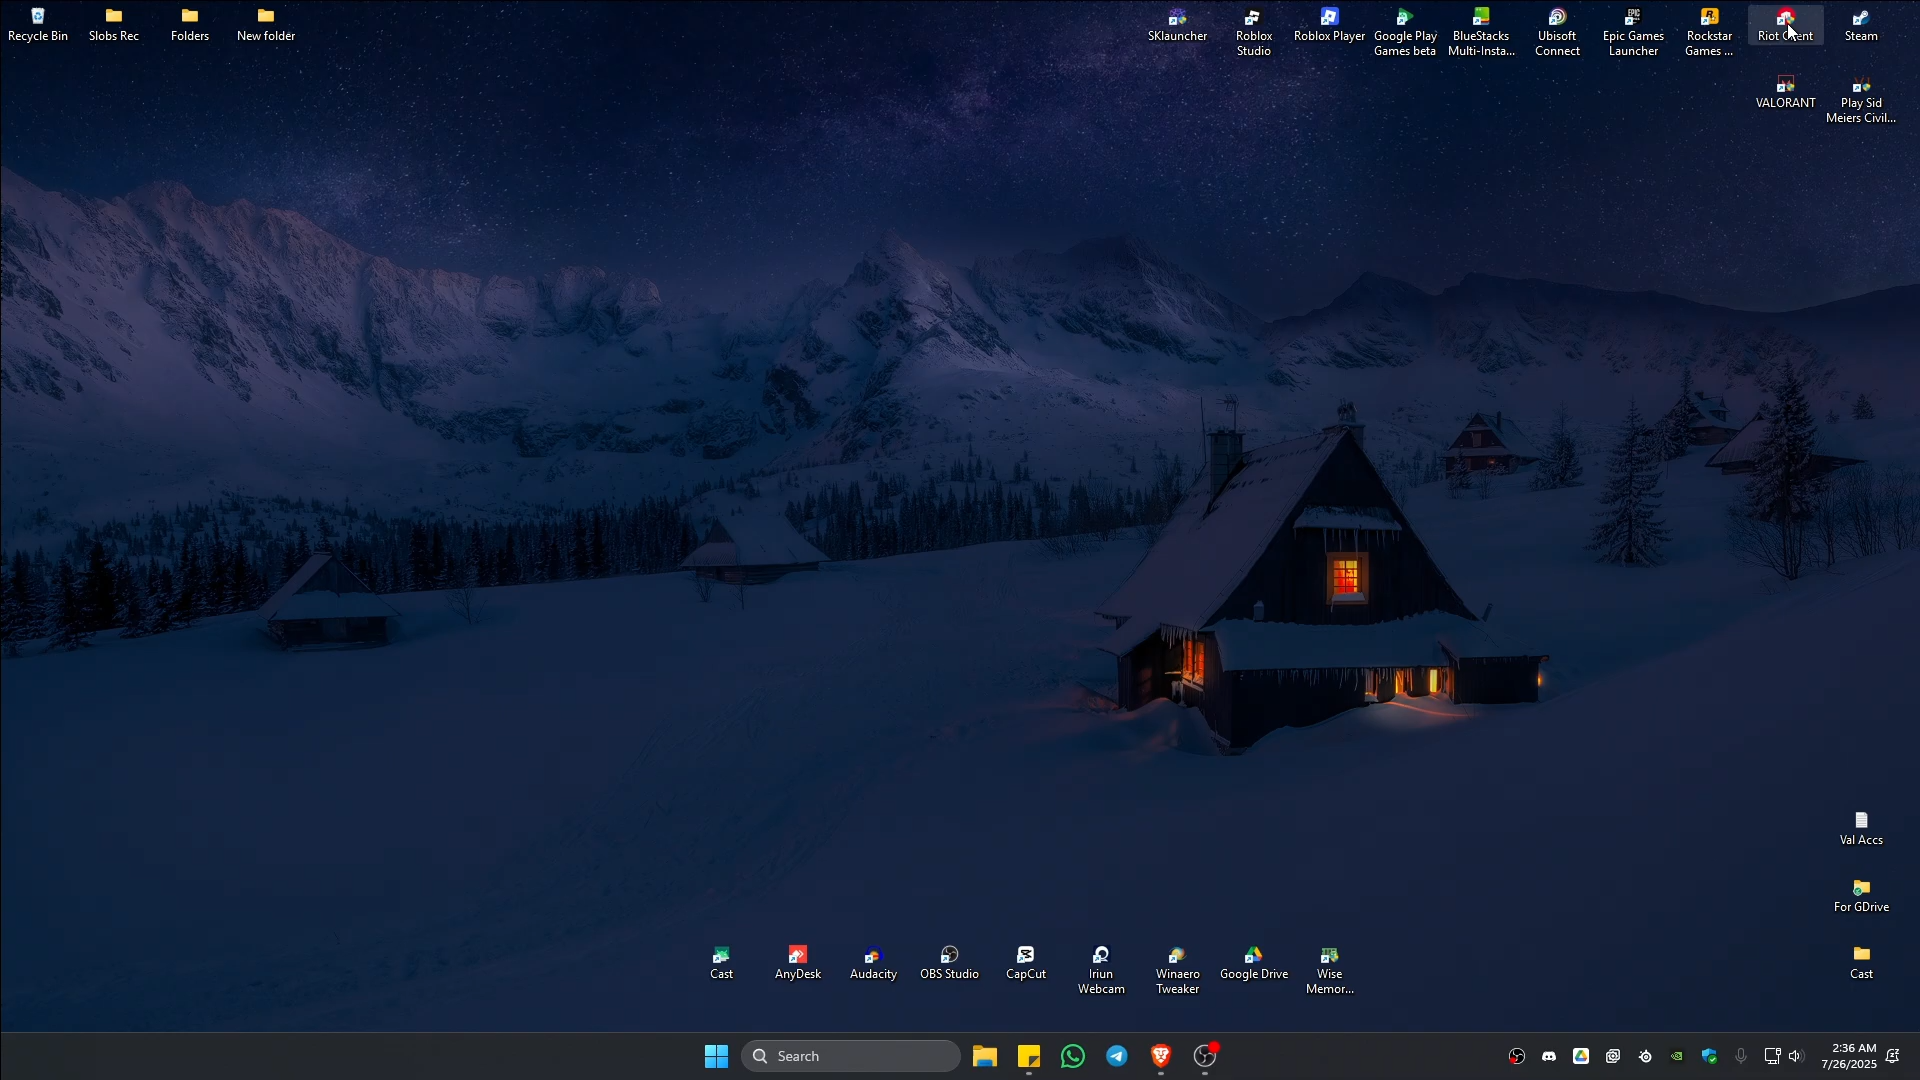 Recycle Bin
Slobs Rec
Folders
New folder
SKlauncher
Roblox
Studio
Roblox Player
Google Play
Games beta
BlueStacks
Multi-Insta...
Ubisoft
Connect
Epic Games
Launcher
Rockstar
Games ...
Riot Client
Steam
VALORANT
Play Sid
Meiers Civil...
Val Accs
For GDrive
Cast
Cast
AnyDesk
Audacity
OBS Studio
CapCut
Iriun
Webcam
Winaero
Tweaker
Google Drive
Wise
Memor...
Search
2:36 AM
7/26/2025